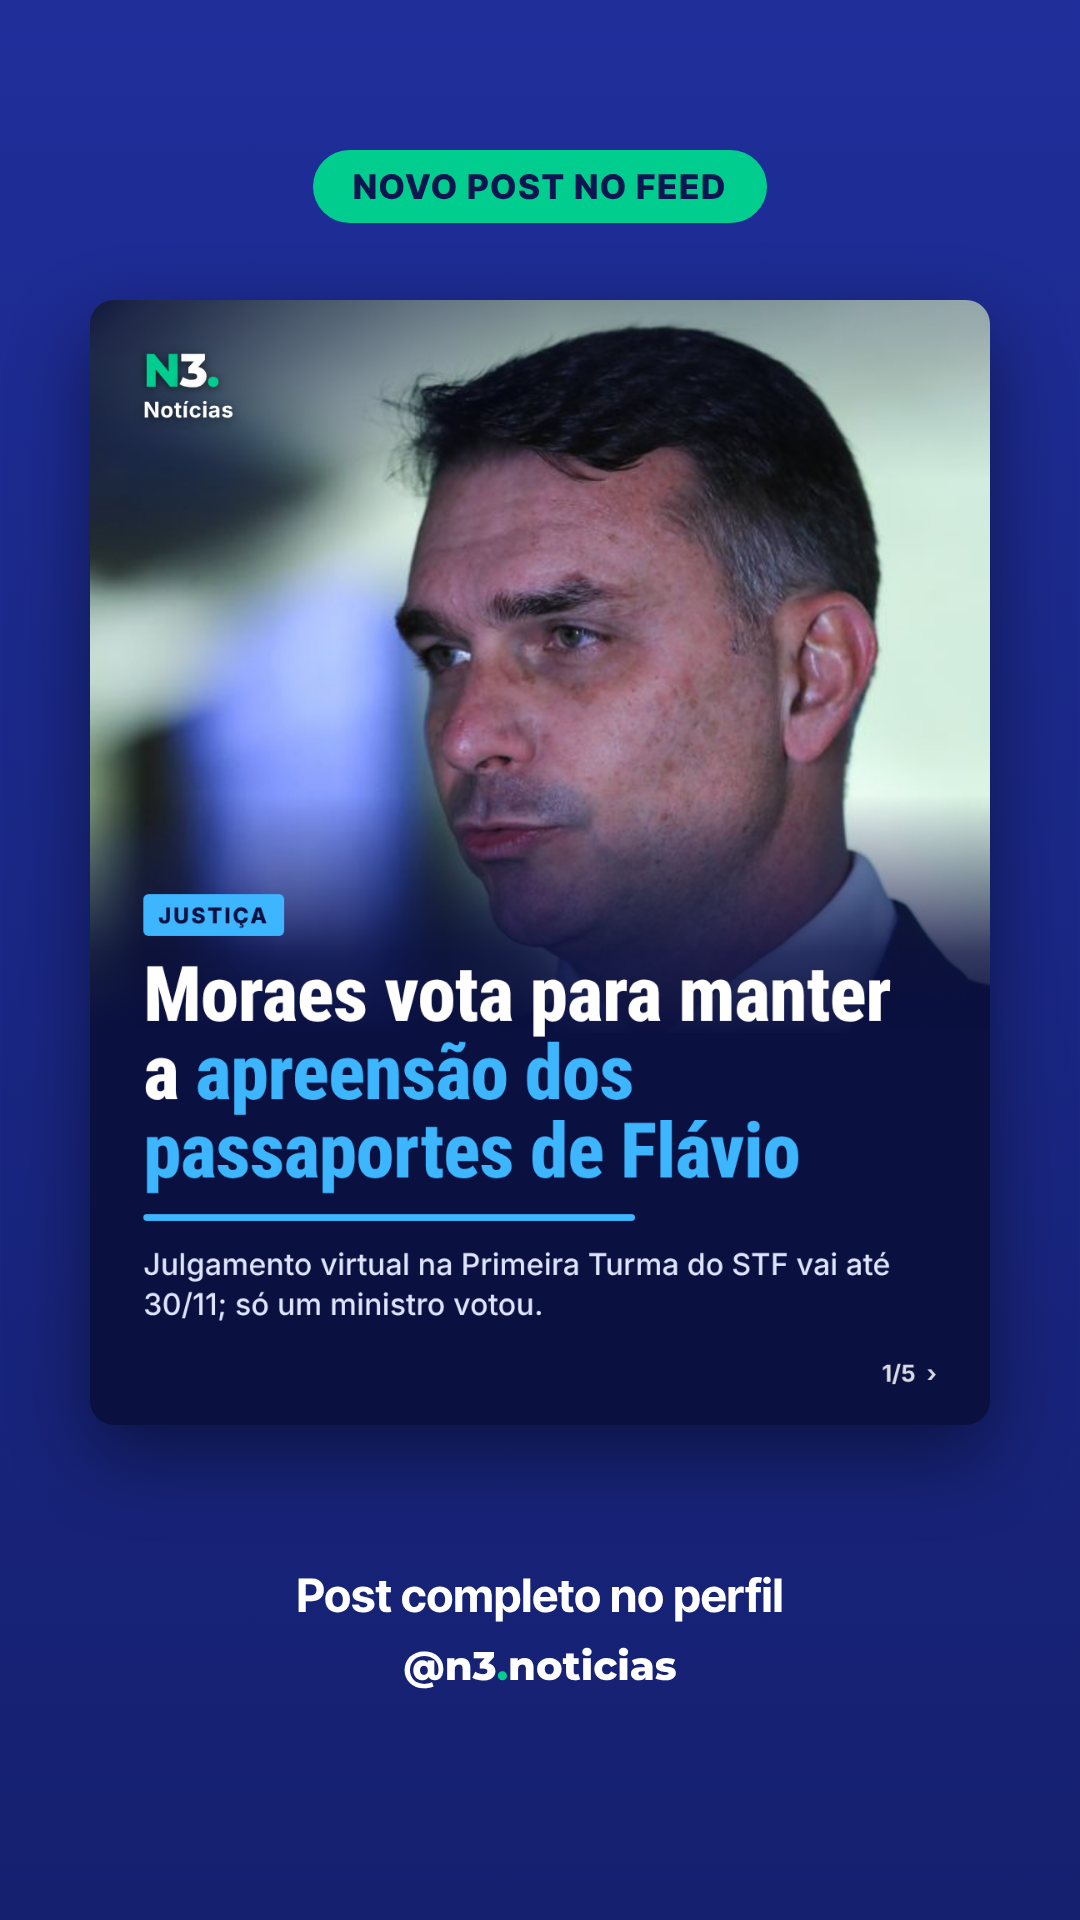 NOVO POST NO FEED
N3.
Notícias
JUSTIÇA
Moraes vota para manter
a apreensão dos
passaportes de Flávio
Julgamento virtual na Primeira Turma do STF vai até
30/11; só um ministro votou.
1/5 ›
Post completo no perfil
@n3.noticias